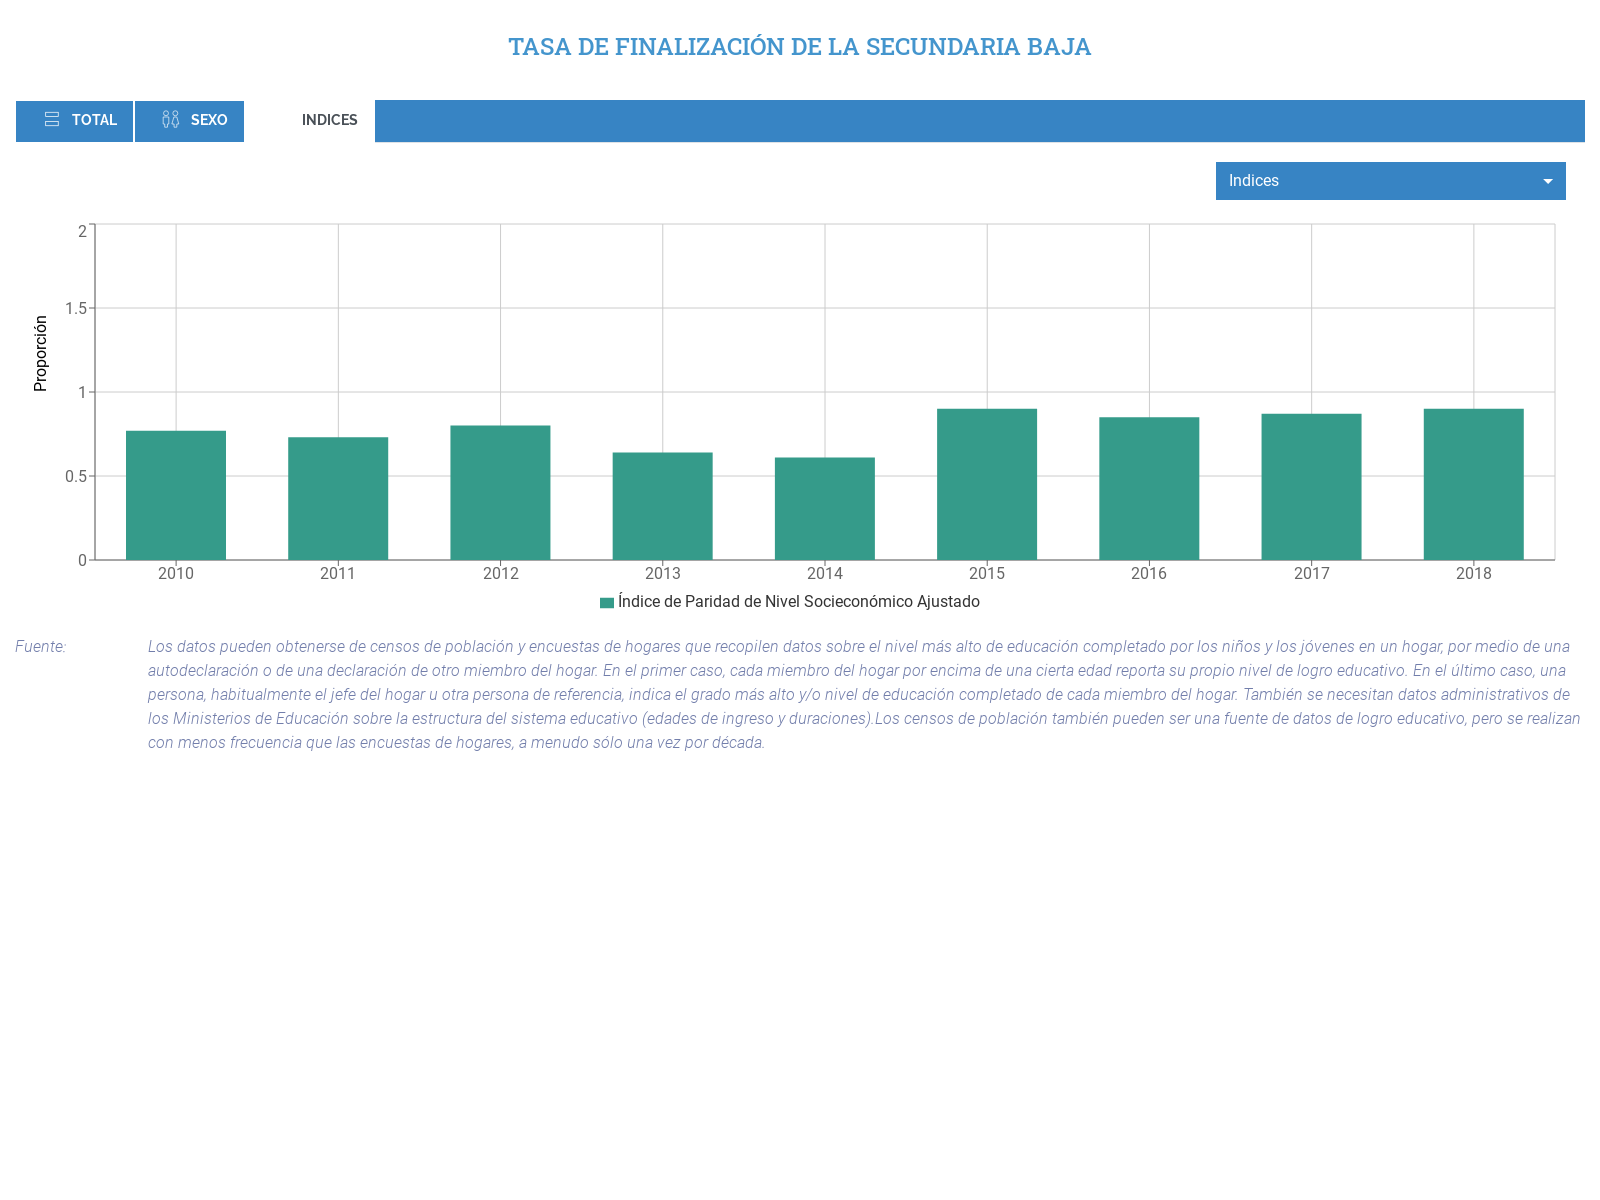 TASA DE FINALIZACIÓN DE LA SECUNDARIA BAJA
TOTAL SEXO INDICES
Indices
2
1.5
1
0.5
0
Proporción
2010 2011 2012 2013 2014 2015 2016 2017 2018
Índice de Paridad de Nivel Socieconómico Ajustado
Fuente: Los datos pueden obtenerse de censos de población y encuestas de hogares que recopilen datos sobre el nivel más alto de educación completado por los niños y los jóvenes en un hogar, por medio de una
autodeclaración o de una declaración de otro miembro del hogar. En el primer caso, cada miembro del hogar por encima de una cierta edad reporta su propio nivel de logro educativo. En el último caso, una
persona, habitualmente el jefe del hogar u otra persona de referencia, indica el grado más alto y/o nivel de educación completado de cada miembro del hogar. También se necesitan datos administrativos de
los Ministerios de Educación sobre la estructura del sistema educativo (edades de ingreso y duraciones).Los censos de población también pueden ser una fuente de datos de logro educativo, pero se realizan
con menos frecuencia que las encuestas de hogares, a menudo sólo una vez por década.